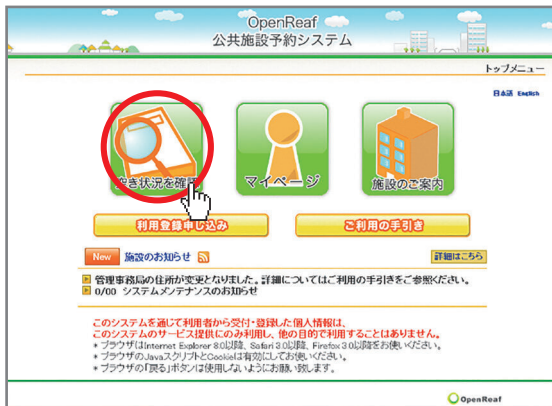 OpenReaf
公共施設予約システム
トップメニュー
日本語 English
空き状況を確認
マイページ
施設のご案内
利用登録申し込み
ご利用の手引き
New 施設のお知らせ
詳細はこちら
管理事務局の住所が変更となりました。詳細についてはご利用の手引きをご参照ください。
0/00 システムメンテナンスのお知らせ
このシステムを通じて利用者から受付・登録した個人情報は、
このシステムのサービス提供にのみ利用し、他の目的で利用することはありません。
* ブラウザはInternet Explorer 8.0以降、Safari 3.0以降、Firefox 3.0以降をお使いください。
* ブラウザのJavaスクリプトとCookieは有効にしてお使いください。
* ブラウザの「戻る」ボタンは使用しないようにお願い致します。
OpenReaf